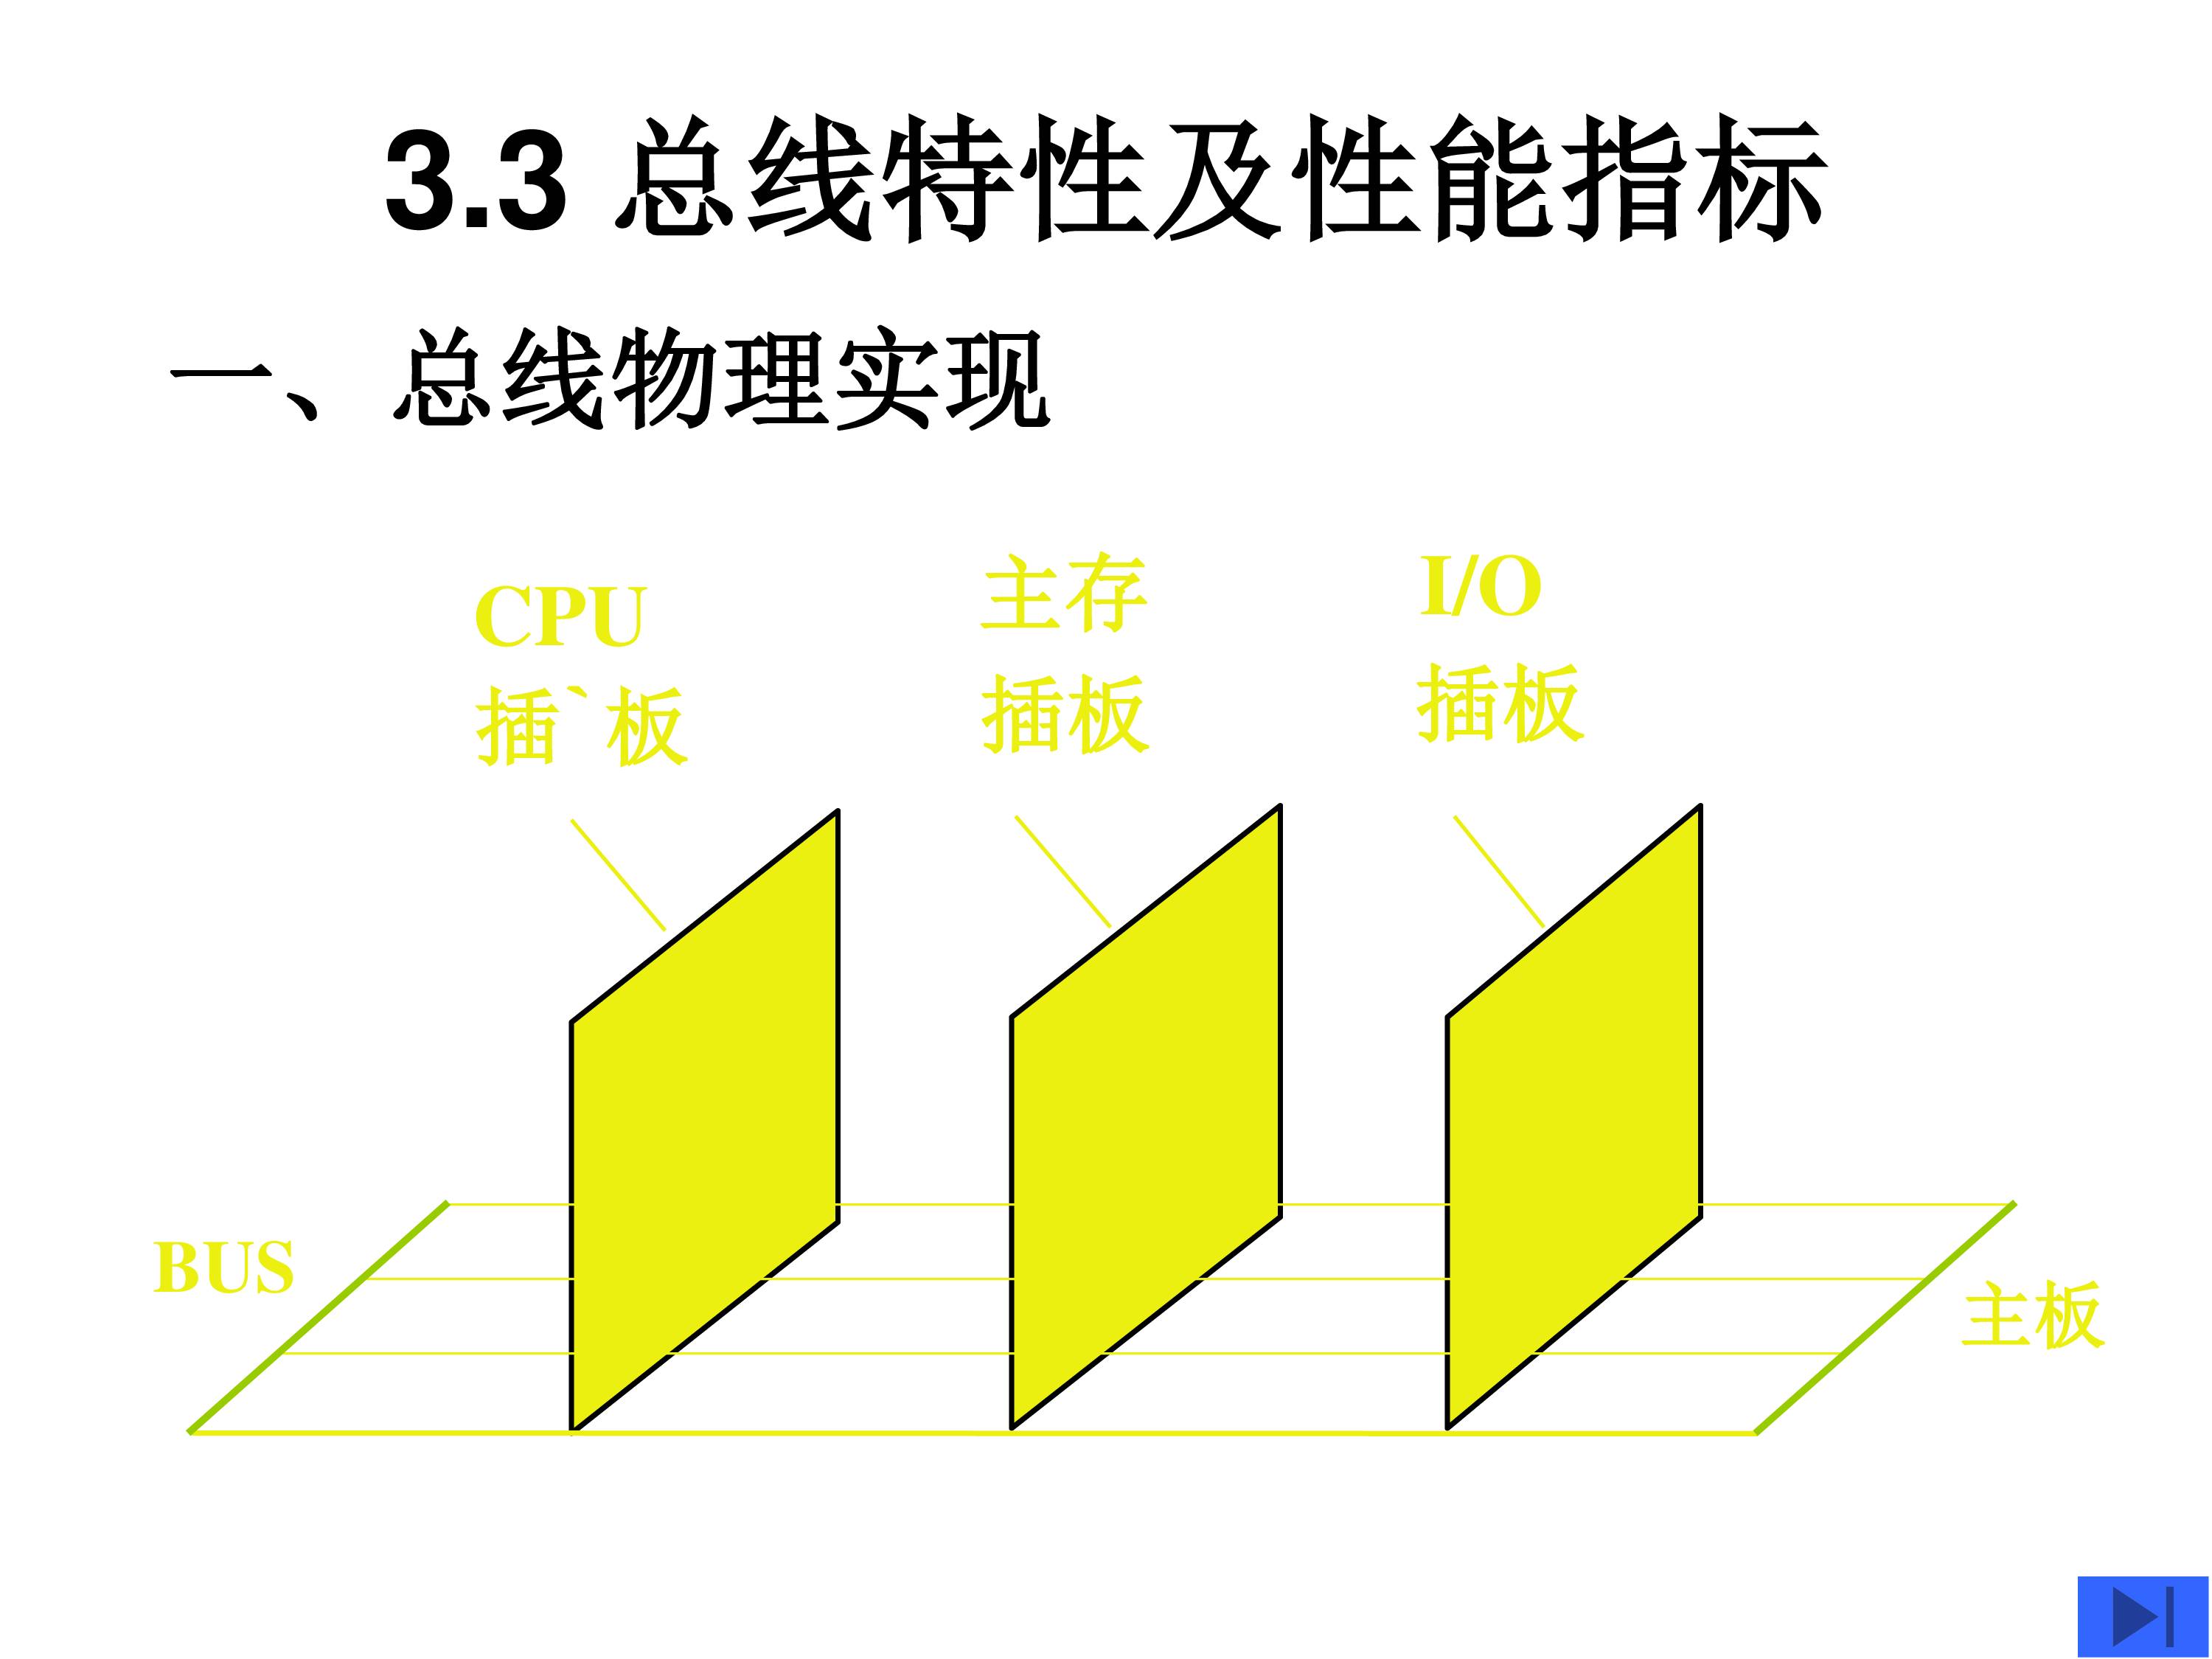 3.3 总线特性及性能指标
一、总线物理实现
CPU
插`板
主存
插板
I/O
插板
BUS
主板